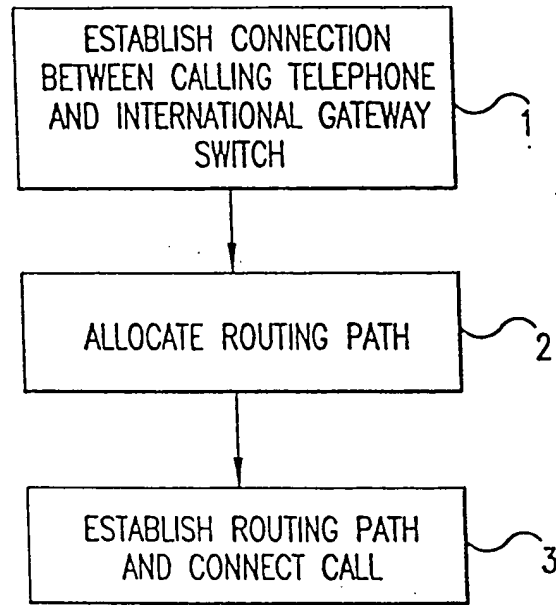 ESTABLISH CONNECTION
BETWEEN CALLING TELEPHONE
AND INTERNATIONAL GATEWAY
SWITCH
1
ALLOCATE ROUTING PATH
2
ESTABLISH ROUTING PATH
AND CONNECT CALL
3